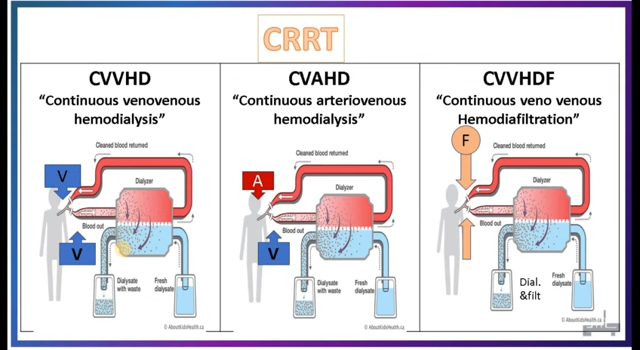 CRRT
CVVHD
"Continuous venovenous
hemodialysis"
Cleaned blood returned
V
Dialyzer
Blood out
V
Dialysate
with waste
Fresh
dialysate
© AboutKidsHealth.ca
CVAHD
"Continuous arteriovenous
hemodialysis"
Cleaned blood returned
A
Dialyzer
Blood out
V
Dialysate
with waste
Fresh
dialysate
© AboutKidsHealth.ca
CVVHDF
"Continuous veno venous
Hemodiafiltration"
F
Cleaned blood returned
Dialyzer
Blood out
Dial.
&filt
Fresh
dialysate
© AboutKidsHealth.ca